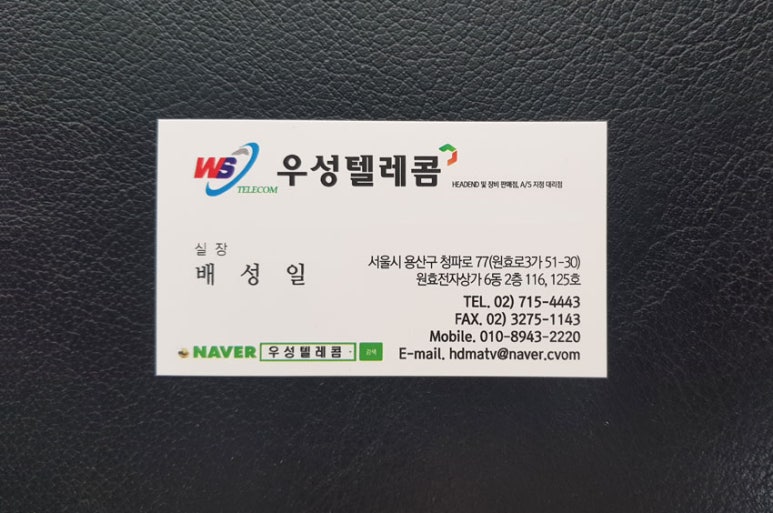 WS TELECOM 우성텔레콤
HEADEND 및 장비 판매점, A/S 지정 대리점
실 장
배 성 일
서울시 용산구 청파로 77(원효로3가 51-30)
원효전자상가 6동 2층 116, 125호
TEL. 02) 715-4443
FAX. 02) 3275-1143
Mobile. 010-8943-2220
E-mail. hdmatv@naver.cvom
NAVER 우성텔레콤 검색